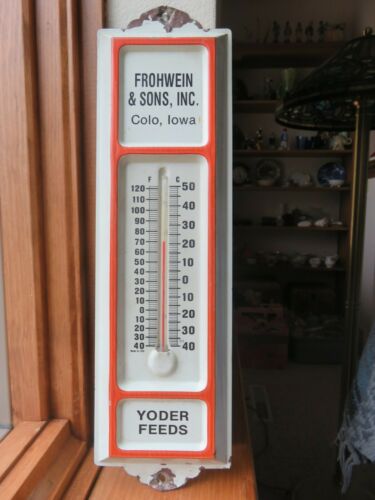 FROHWEIN
& SONS, INC.
Colo, Iowa
F C
120 50
110
100 40
90 30
80
70 20
60
50 10
40
30 0
20 10
10
0 20
10
20 30
30
40 40
YODER
FEEDS